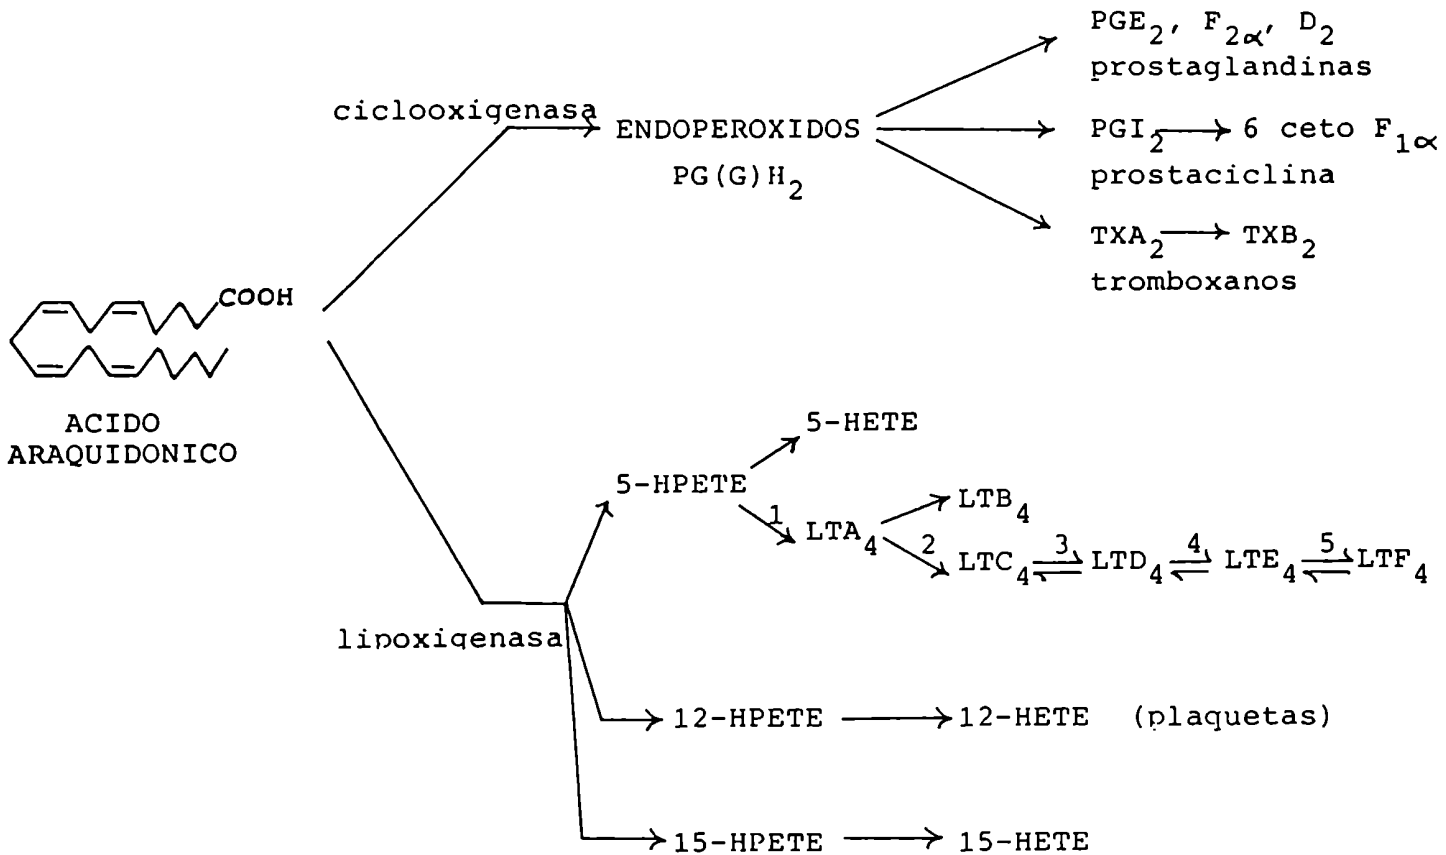 PGE2, F2α, D2
prostaglandinas
ciclooxigenasa
ENDOPEROXIDOS
PG(G)H2
PGI2 → 6 ceto F1α
prostaciclina
TXA2 → TXB2
tromboxanos
COOH
ACIDO
ARAQUIDONICO
5-HETE
5-HPETE
1
LTA4
LTB4
2
LTC4 3 LTD4 4 LTE4 5 LTF4
lipoxigenasa
12-HPETE → 12-HETE (plaquetas)
15-HPETE → 15-HETE